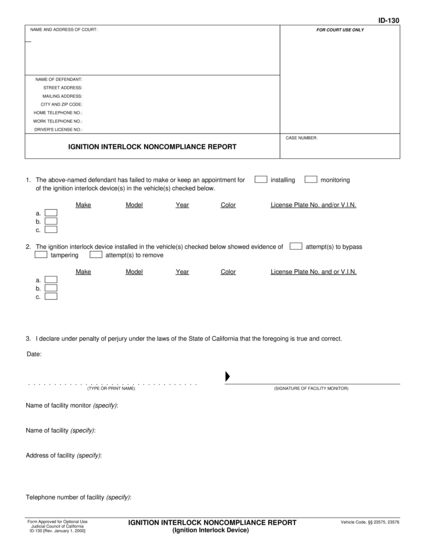 ID-130
NAME AND ADDRESS OF COURT:
FOR COURT USE ONLY
NAME OF DEFENDANT:
STREET ADDRESS:
MAILING ADDRESS:
CITY AND ZIP CODE:
HOME TELEPHONE NO.:
WORK TELEPHONE NO.:
DRIVER'S LICENSE NO.:
IGNITION INTERLOCK NONCOMPLIANCE REPORT
CASE NUMBER:
1. The above-named defendant has failed to make or keep an appointment for installing monitoring
of the ignition interlock device(s) in the vehicle(s) checked below.
Make Model Year Color License Plate No. and/or V.I.N.
a.
b.
c.
2. The ignition interlock device installed in the vehicle(s) checked below showed evidence of attempt(s) to bypass
tampering attempt(s) to remove
Make Model Year Color License Plate No. and or V.I.N.
a.
b.
c.
3. I declare under penalty of perjury under the laws of the State of California that the foregoing is true and correct.
Date:
(TYPE OR PRINT NAME) (SIGNATURE OF FACILITY MONITOR)
Name of facility monitor (specify):
Name of facility (specify):
Address of facility (specify):
Telephone number of facility (specify):
Form Approved for Optional Use
Judicial Council of California
ID-130 [Rev. January 1, 2000]
IGNITION INTERLOCK NONCOMPLIANCE REPORT
(Ignition Interlock Device)
Vehicle Code, §§ 23575, 23576